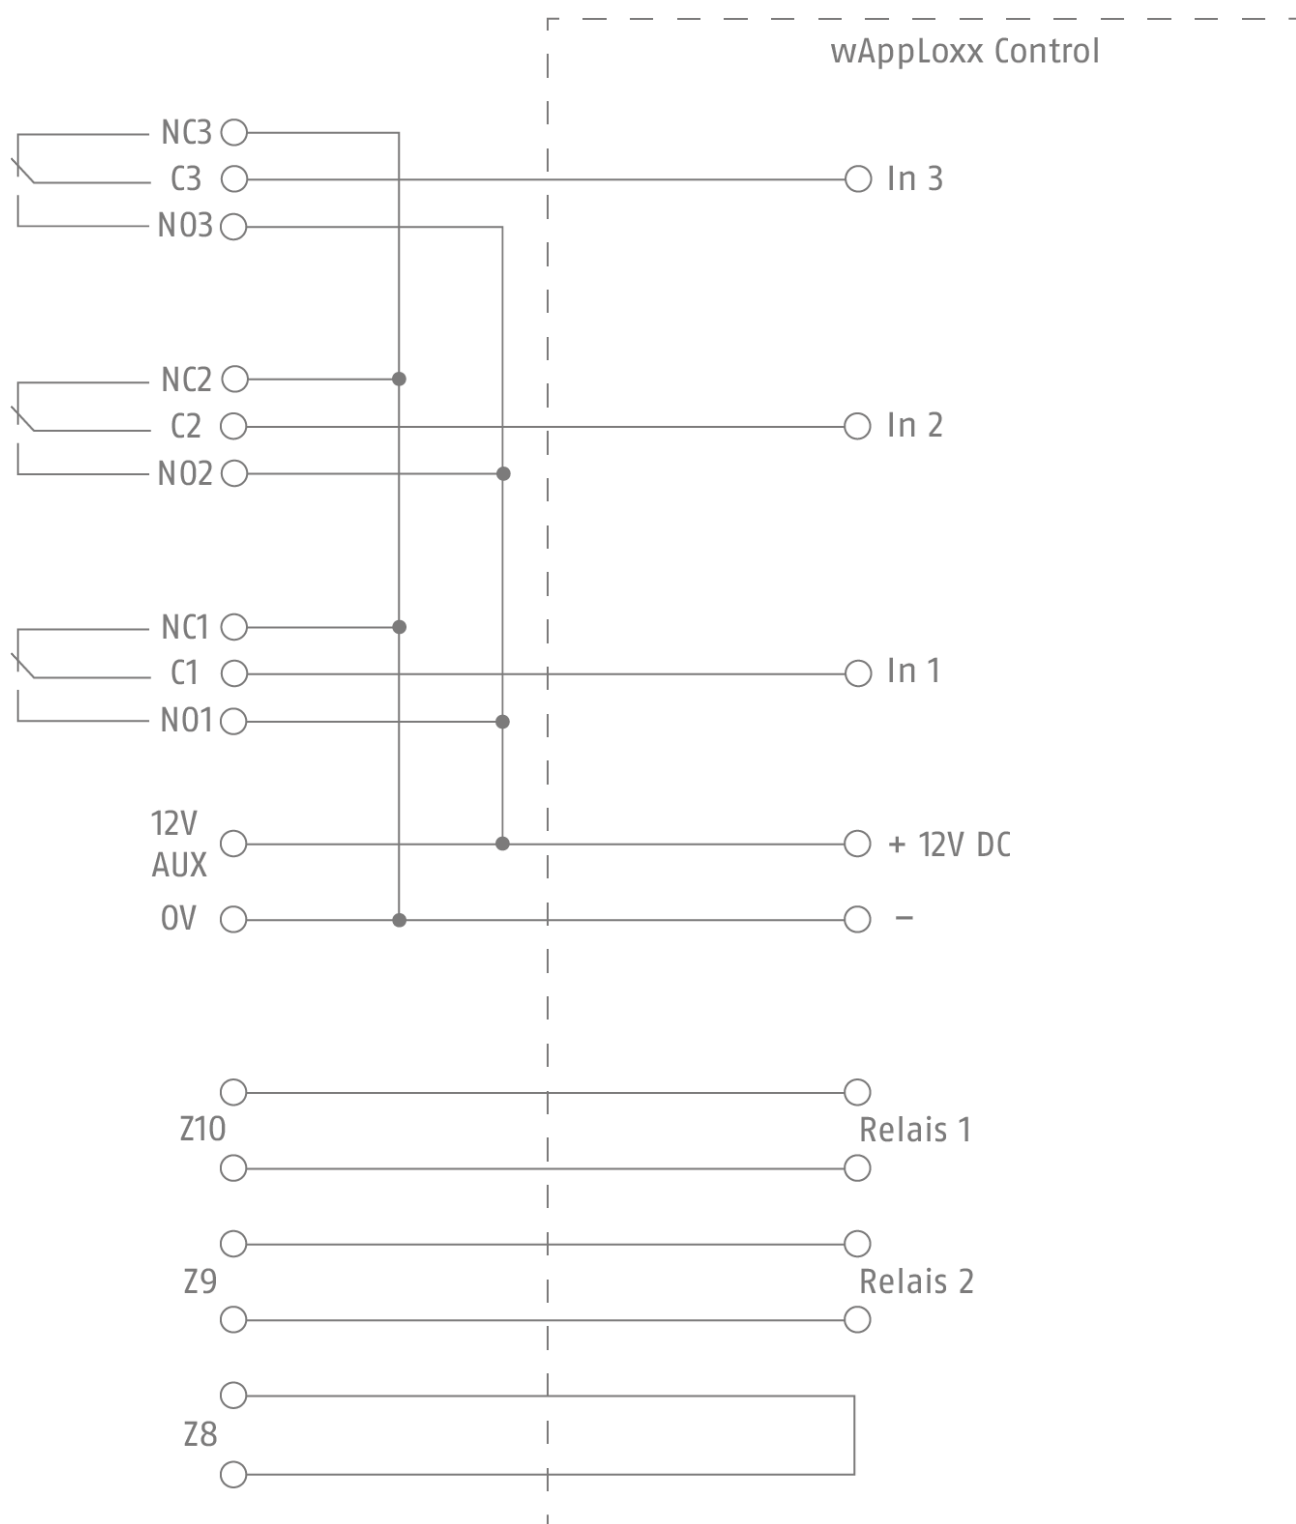 wAppLoxx Control
NC3
C3 In 3
NO3
NC2
C2 In 2
NO2
NC1
C1 In 1
NO1
12V
AUX + 12V DC
0V −
Z10 Relais 1
Z9 Relais 2
Z8